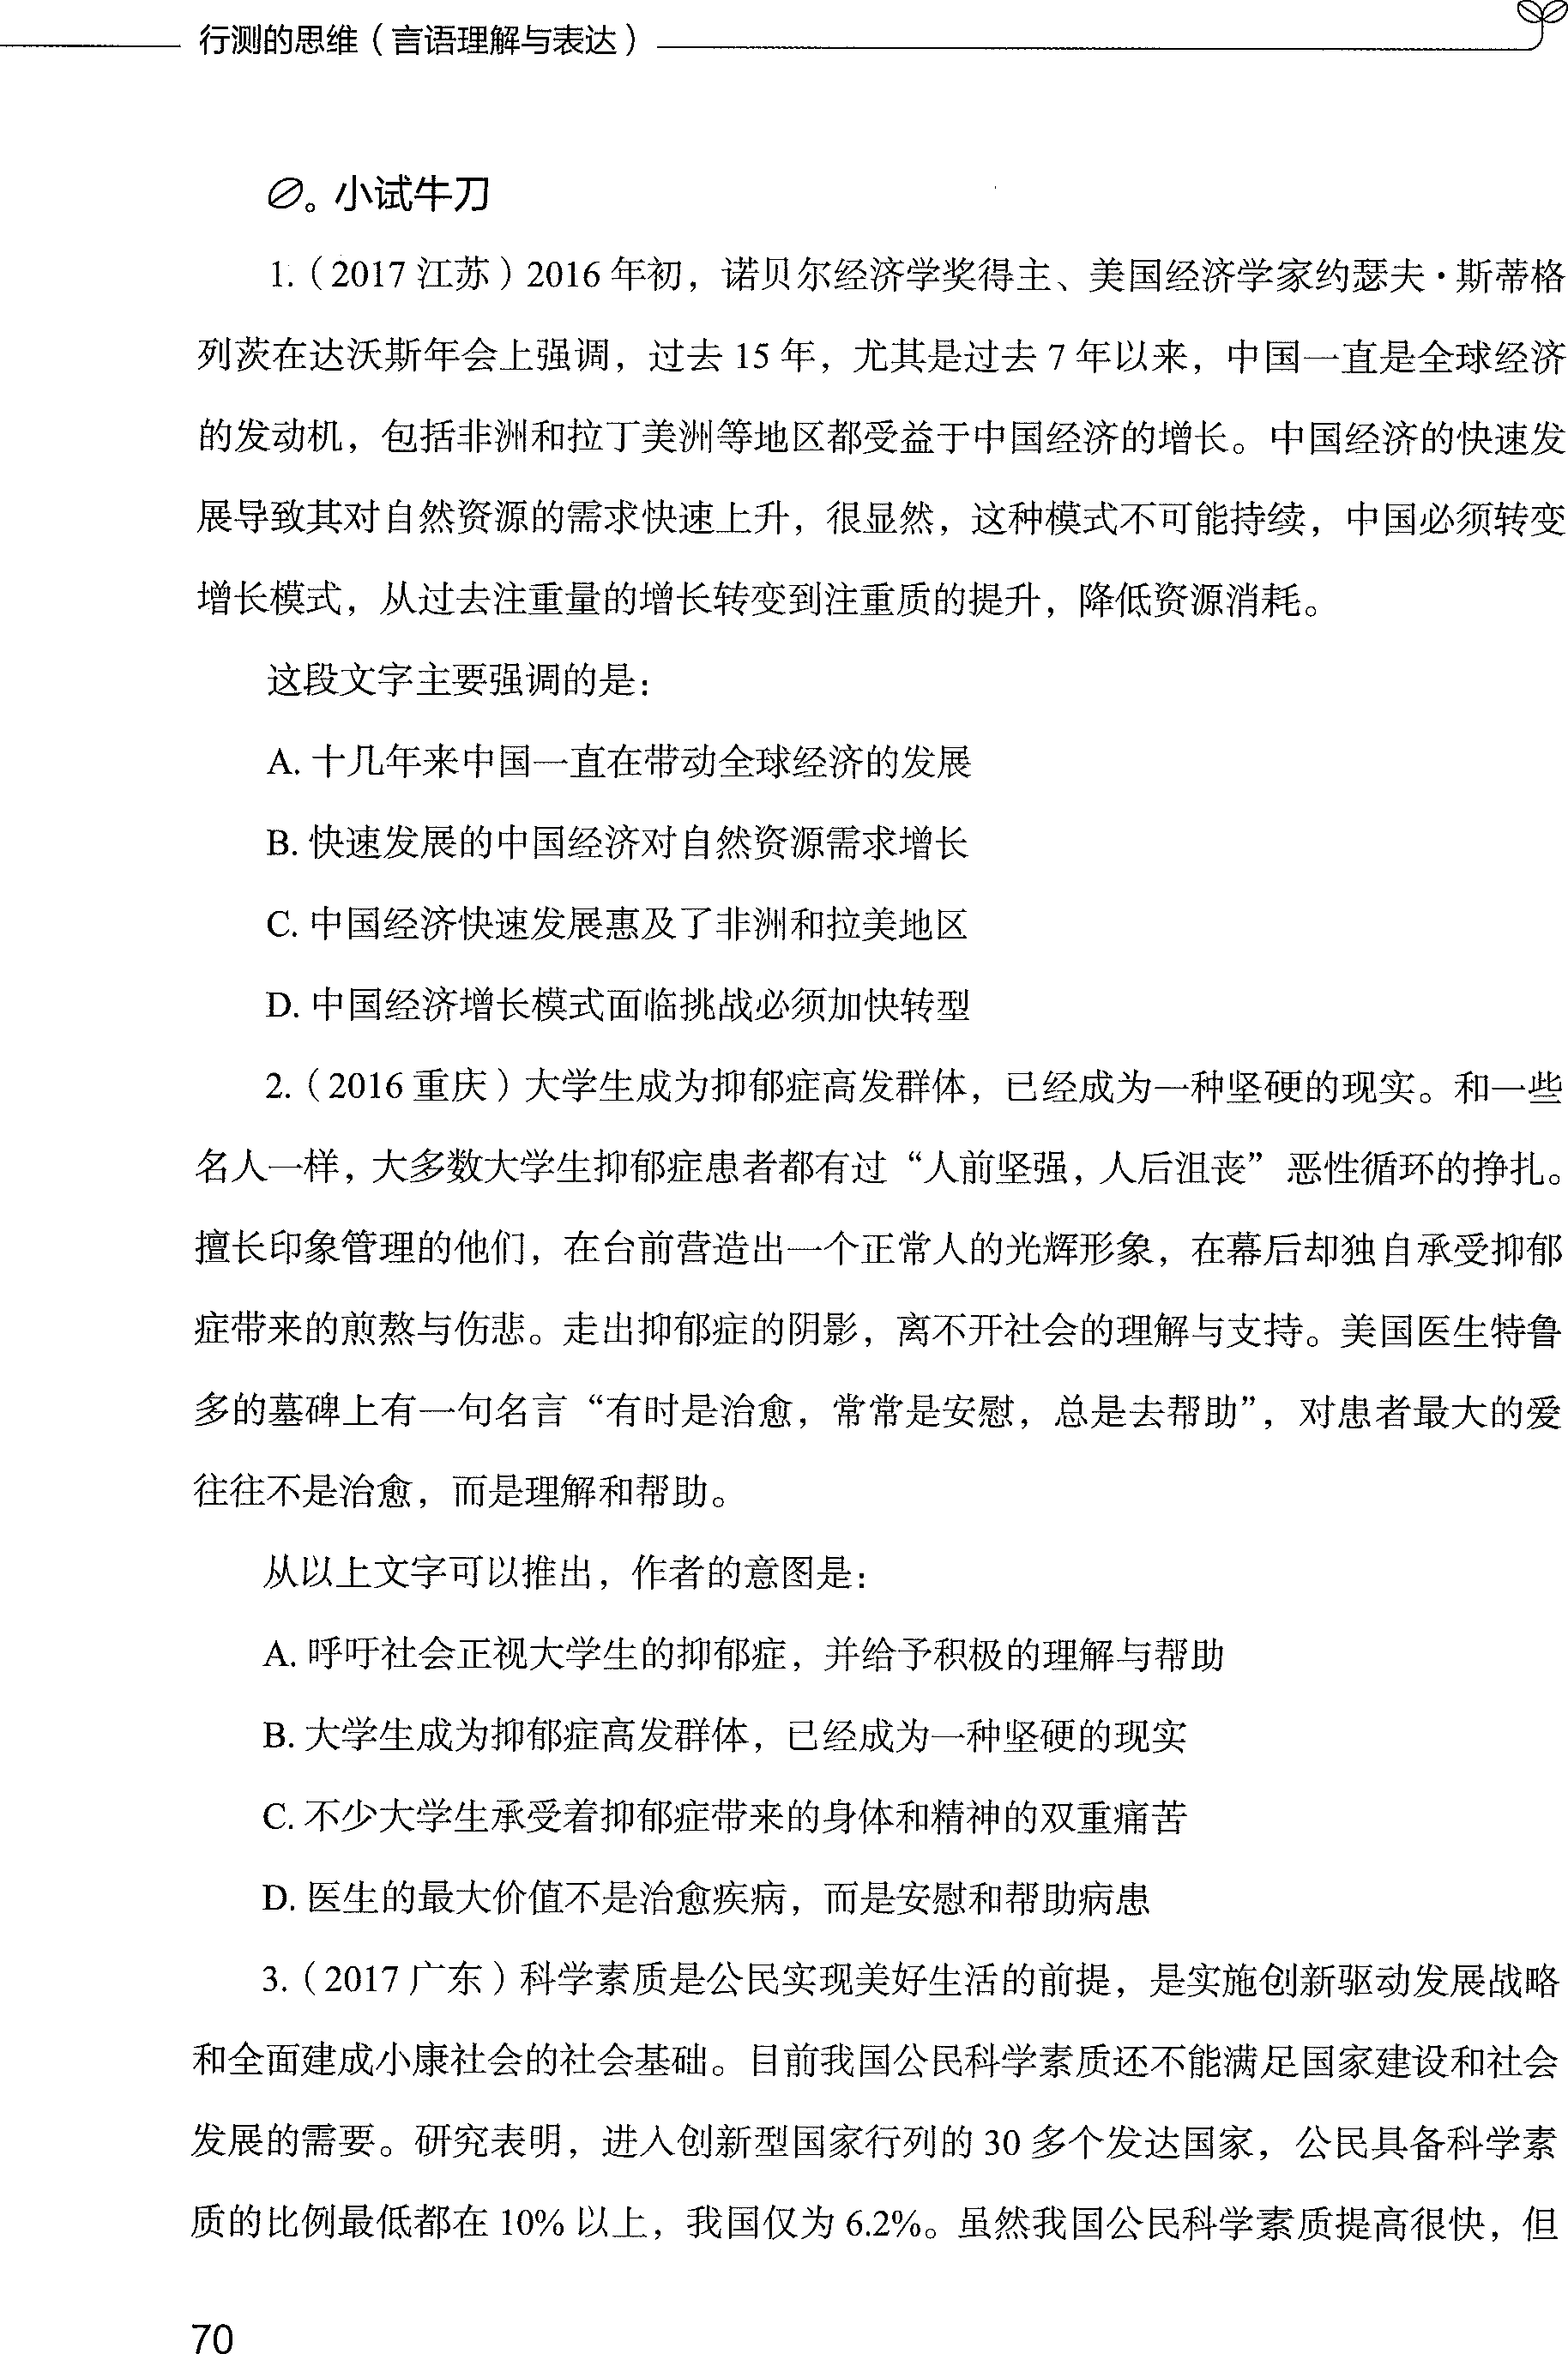 行测的思维（言语理解与表达）
小试牛刀
1.（2017 江苏）2016 年初，诺贝尔经济学奖得主、美国经济学家约瑟夫·斯蒂格
列茨在达沃斯年会上强调，过去 15 年，尤其是过去 7 年以来，中国一直是全球经济
的发动机，包括非洲和拉丁美洲等地区都受益于中国经济的增长。中国经济的快速发
展导致其对自然资源的需求快速上升，很显然，这种模式不可能持续，中国必须转变
增长模式，从过去注重量的增长转变到注重质的提升，降低资源消耗。
这段文字主要强调的是：
A. 十几年来中国一直在带动全球经济的发展
B. 快速发展的中国经济对自然资源需求增长
C. 中国经济快速发展惠及了非洲和拉美地区
D. 中国经济增长模式面临挑战必须加快转型
2.（2016 重庆）大学生成为抑郁症高发群体，已经成为一种坚硬的现实。和一些
名人一样，大多数大学生抑郁症患者都有过“人前坚强，人后沮丧”恶性循环的挣扎。
擅长印象管理的他们，在台前营造出一个正常人的光辉形象，在幕后却独自承受抑郁
症带来的煎熬与伤悲。走出抑郁症的阴影，离不开社会的理解与支持。美国医生特鲁
多的墓碑上有一句名言“有时是治愈，常常是安慰，总是去帮助”，对患者最大的爱
往往不是治愈，而是理解和帮助。
从以上文字可以推出，作者的意图是：
A. 呼吁社会正视大学生的抑郁症，并给予积极的理解与帮助
B. 大学生成为抑郁症高发群体，已经成为一种坚硬的现实
C. 不少大学生承受着抑郁症带来的身体和精神的双重痛苦
D. 医生的最大价值不是治愈疾病，而是安慰和帮助病患
3.（2017 广东）科学素质是公民实现美好生活的前提，是实施创新驱动发展战略
和全面建成小康社会的社会基础。目前我国公民科学素质还不能满足国家建设和社会
发展的需要。研究表明，进入创新型国家行列的 30 多个发达国家，公民具备科学素
质的比例最低都在 10% 以上，我国仅为 6.2%。虽然我国公民科学素质提高很快，但
70